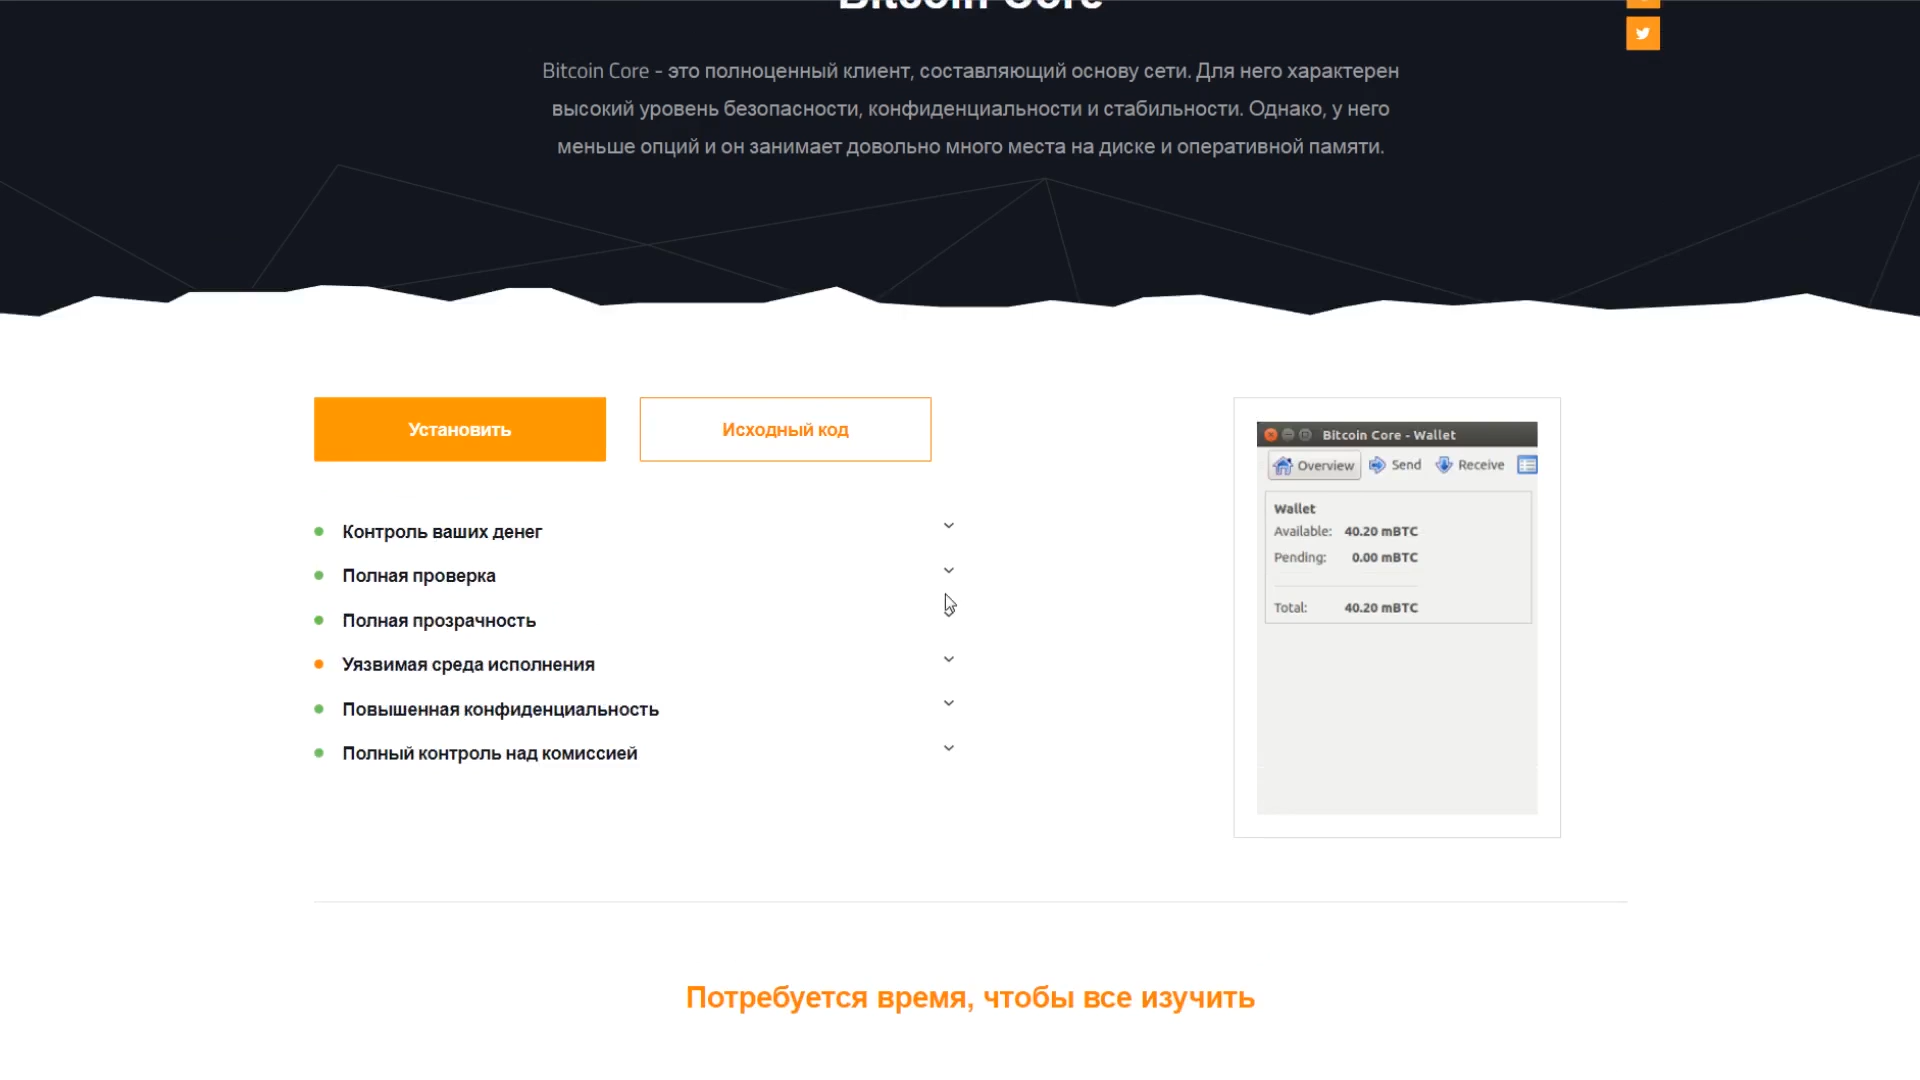 Bitcoin Core
Bitcoin Core - это полноценный клиент, составляющий основу сети. Для него характерен
высокий уровень безопасности, конфиденциальности и стабильности. Однако, у него
меньше опций и он занимает довольно много места на диске и оперативной памяти.
Установить
Исходный код
Контроль ваших денег
Полная проверка
Полная прозрачность
Уязвимая среда исполнения
Повышенная конфиденциальность
Полный контроль над комиссией
Bitcoin Core - Wallet
Overview Send Receive
Wallet
Available: 40.20 mBTC
Pending: 0.00 mBTC
Total: 40.20 mBTC
Потребуется время, чтобы все изучить